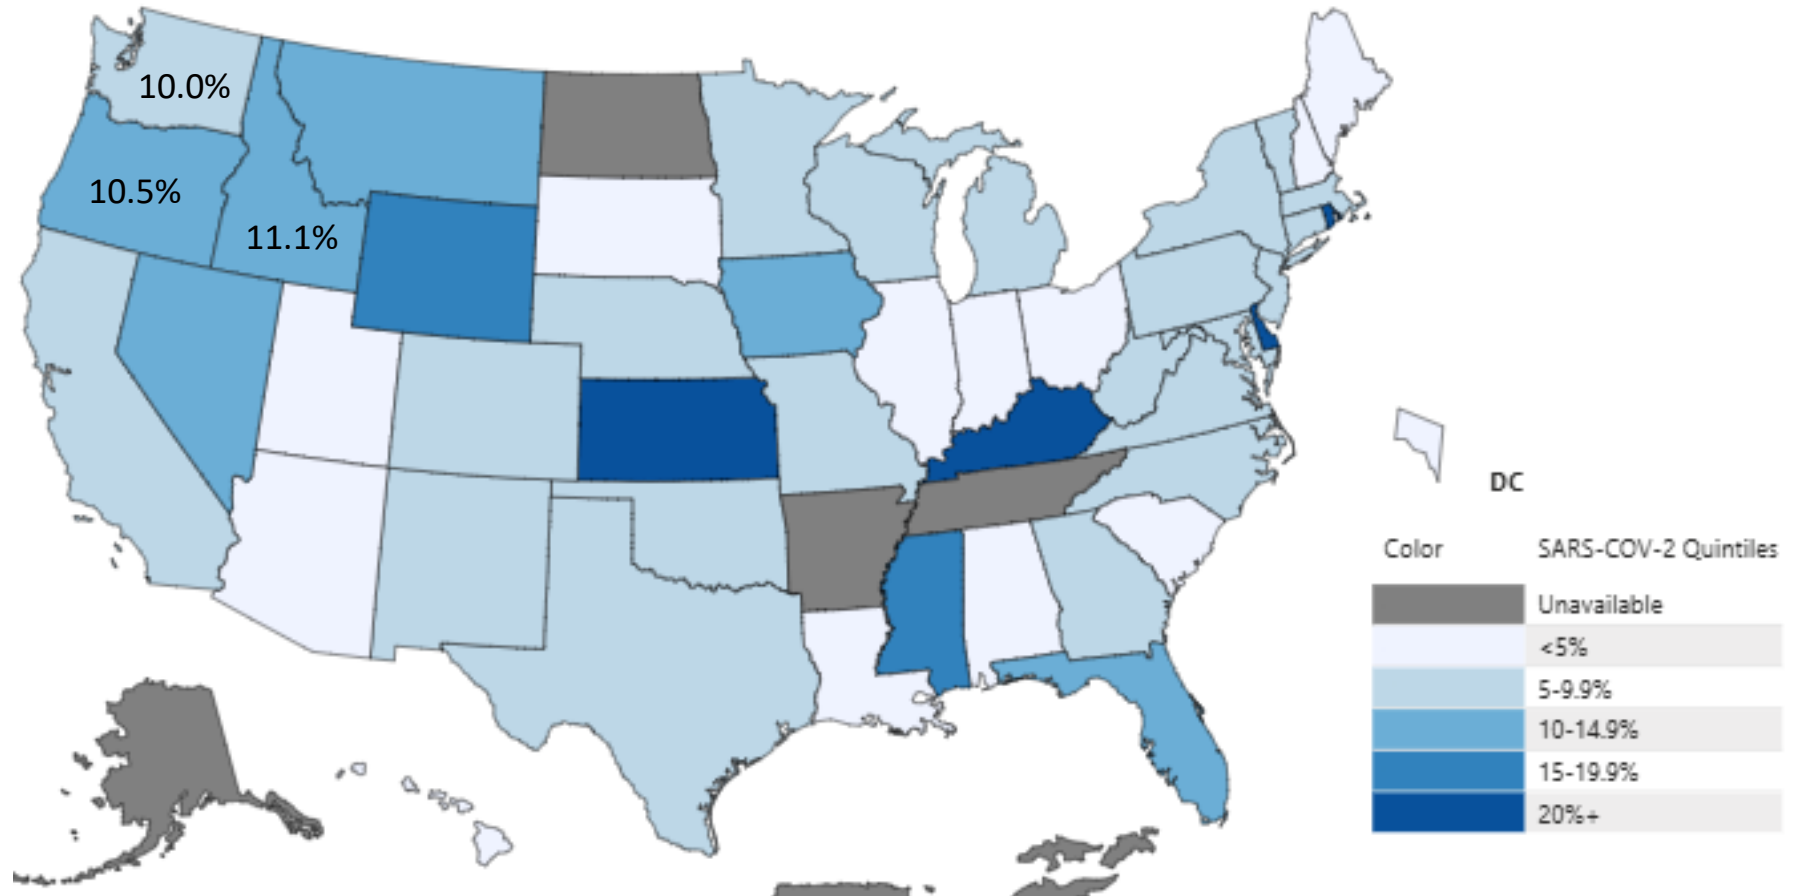 10.0%
10.5%
11.1%
DC
Color SARS-COV-2 Quintiles
Unavailable
<5%
5-9.9%
10-14.9%
15-19.9%
20%+